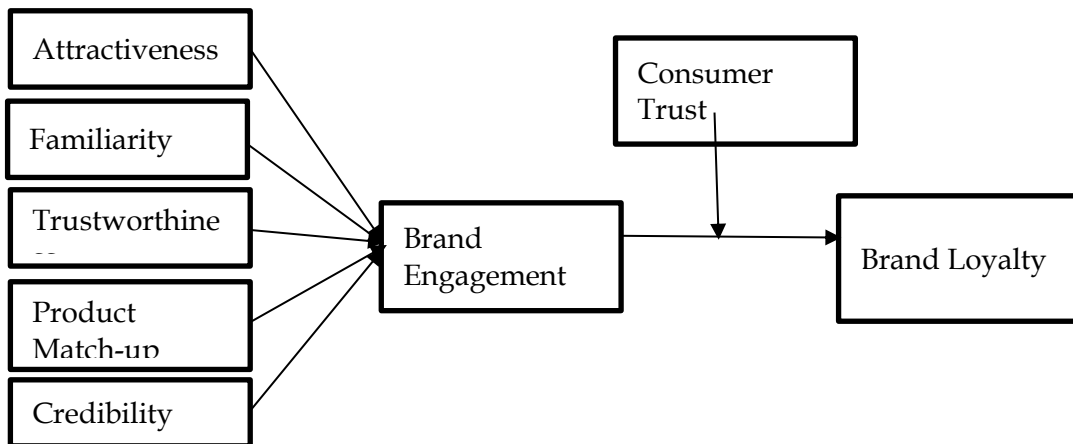 Attractiveness
Familiarity
Trustworthine
Product
Match-up
Credibility
Brand
Engagement
Consumer
Trust
Brand Loyalty